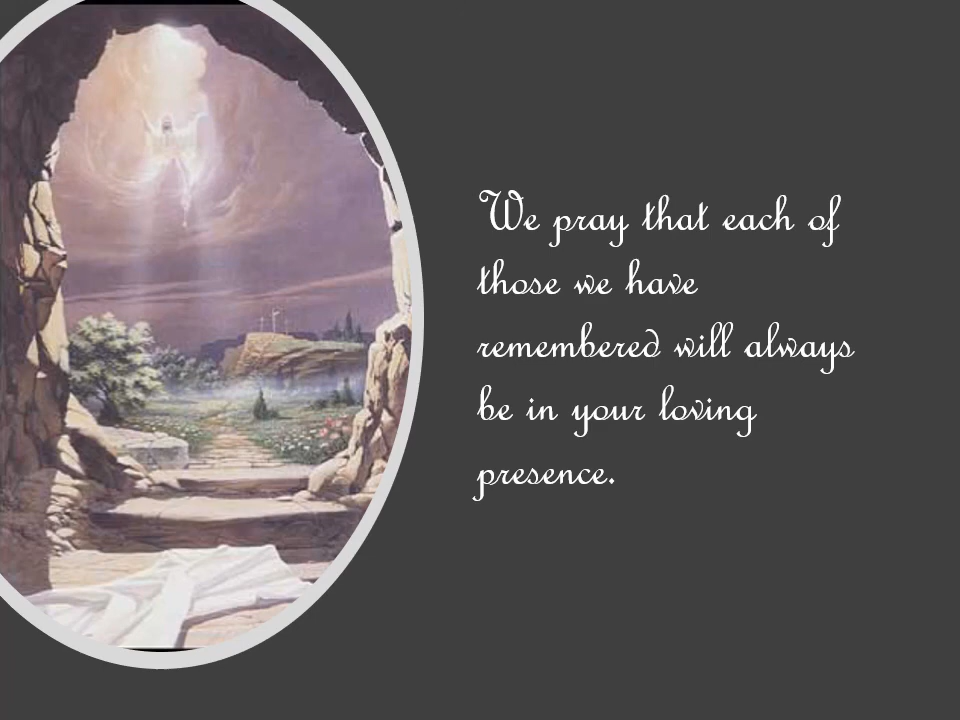 We pray that each of
those we have
remembered will always
be in your loving
presence.